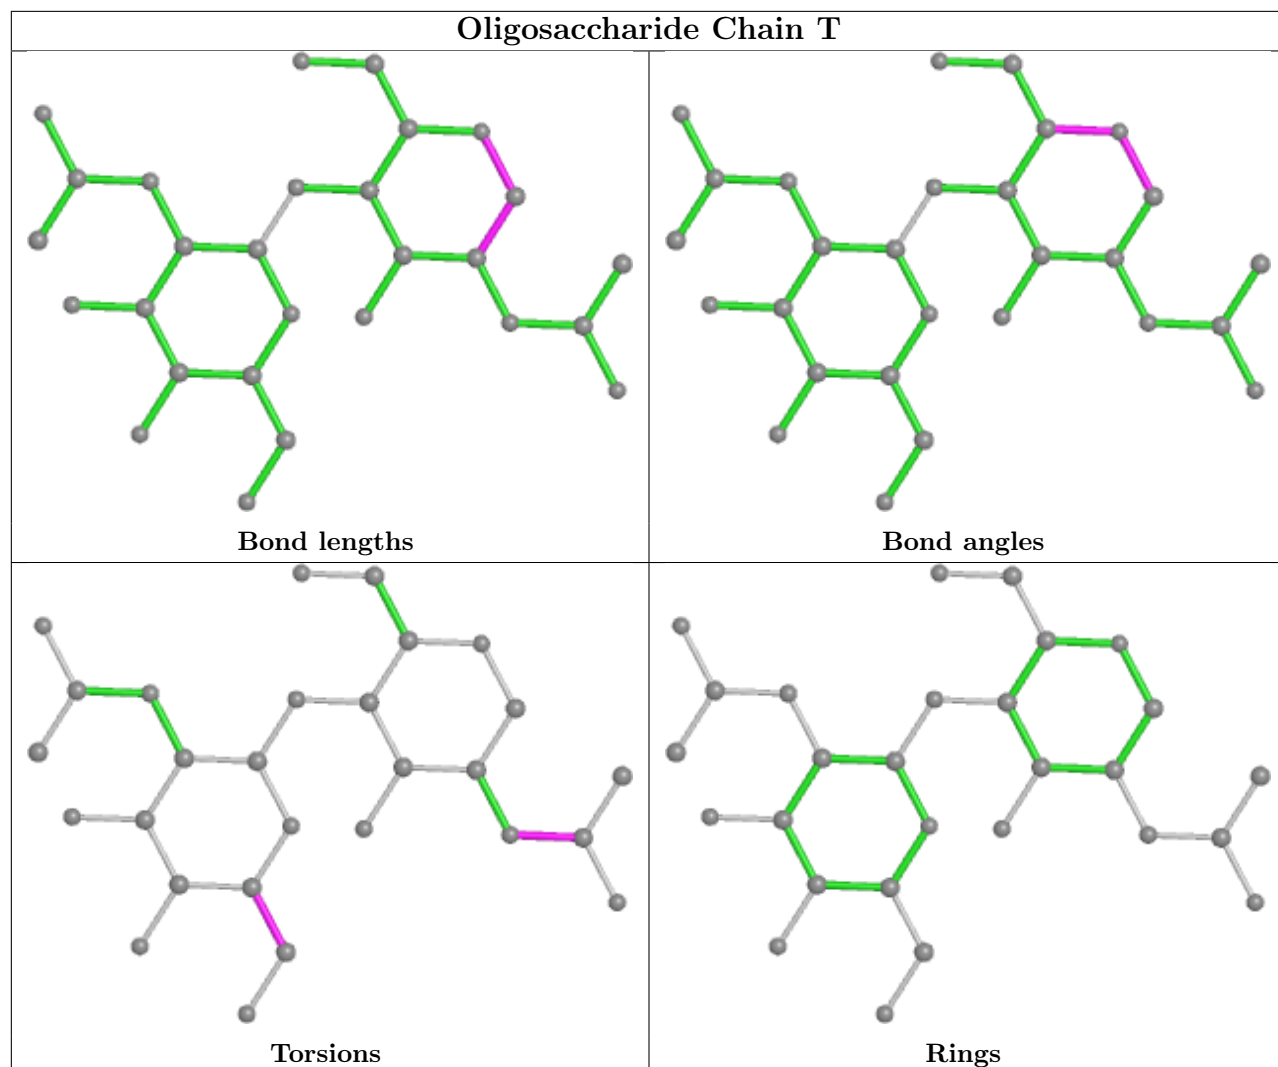 Oligosaccharide Chain T
Bond lengths
Bond angles
Torsions
Rings